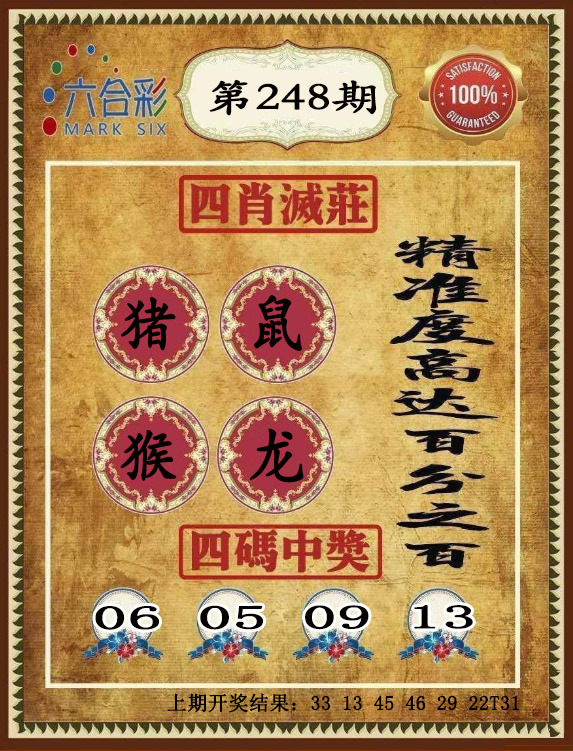 六合彩
MARK SIX
第248期
SATISFACTION
100%
GUARANTEED
四肖滅莊
猪
鼠
猴
龙
精准度高达百分之百
四碼中獎
06 05 09 13
上期开奖结果：33 13 45 46 29 22T31